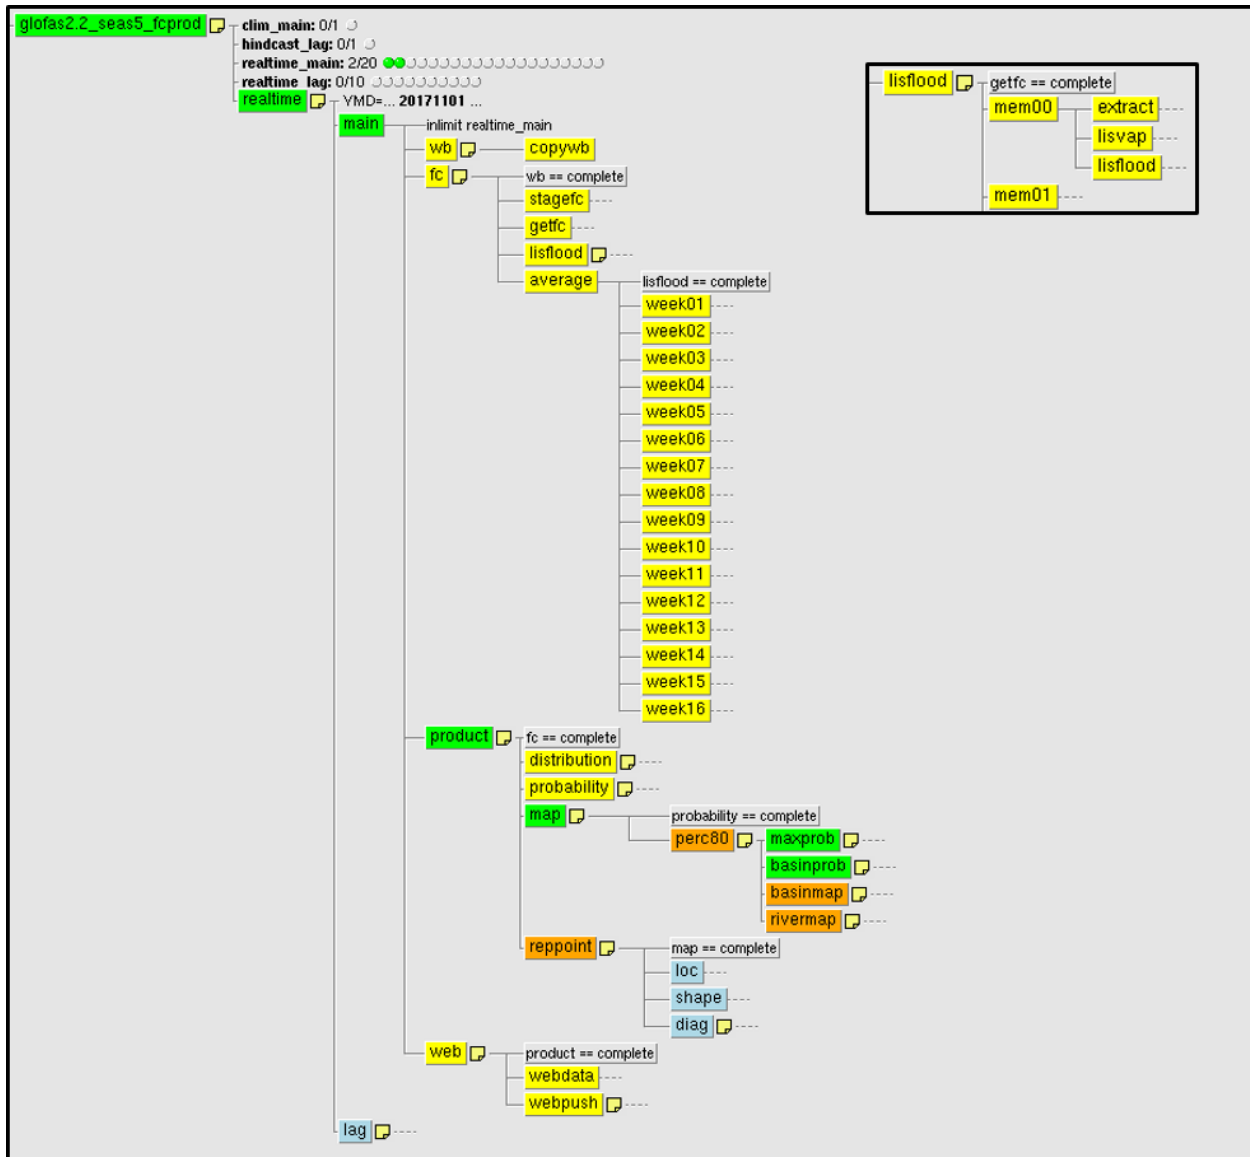 glofas2.2_seas5_fcprod
clim_main: 0/1
hindcast_lag: 0/1
realtime_main: 2/20
realtime_lag: 0/10
realtime YMD=... 20171101 ...
main inlimit realtime_main
wb copywb
fc wb == complete
stagefc
getfc
lisflood
average lisflood == complete
week01
week02
week03
week04
week05
week06
week07
week08
week09
week10
week11
week12
week13
week14
week15
week16
product fc == complete
distribution
probability
map probability == complete
perc80 maxprob
basinprob
basinmap
rivermap
reppoint map == complete
loc
shape
diag
web product == complete
webdata
webpush
lag
lisflood getfc == complete
mem00 extract
lisvap
lisflood
mem01